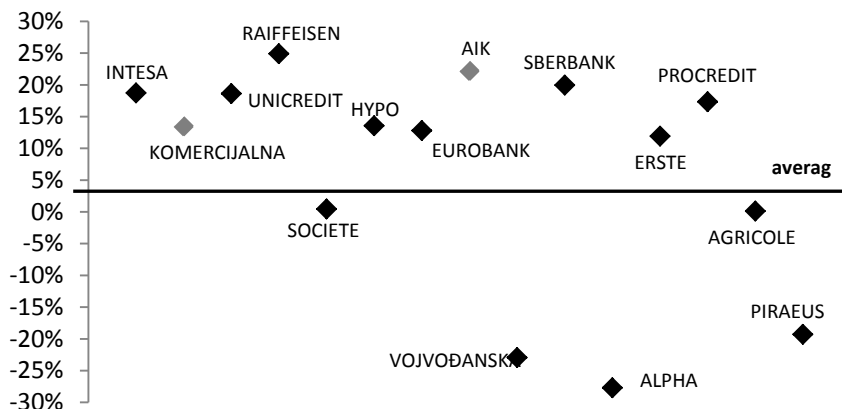 30%
25%
20%
15%
10%
5%
0%
-5%
-10%
-15%
-20%
-25%
-30%
RAIFFEISEN
AIK
INTESA
SBERBANK
PROCREDIT
UNICREDIT
HYPO
KOMERCIJALNA
EUROBANK
ERSTE
averag
SOCIETE
AGRICOLE
PIRAEUS
VOJVOĐANSKA
ALPHA